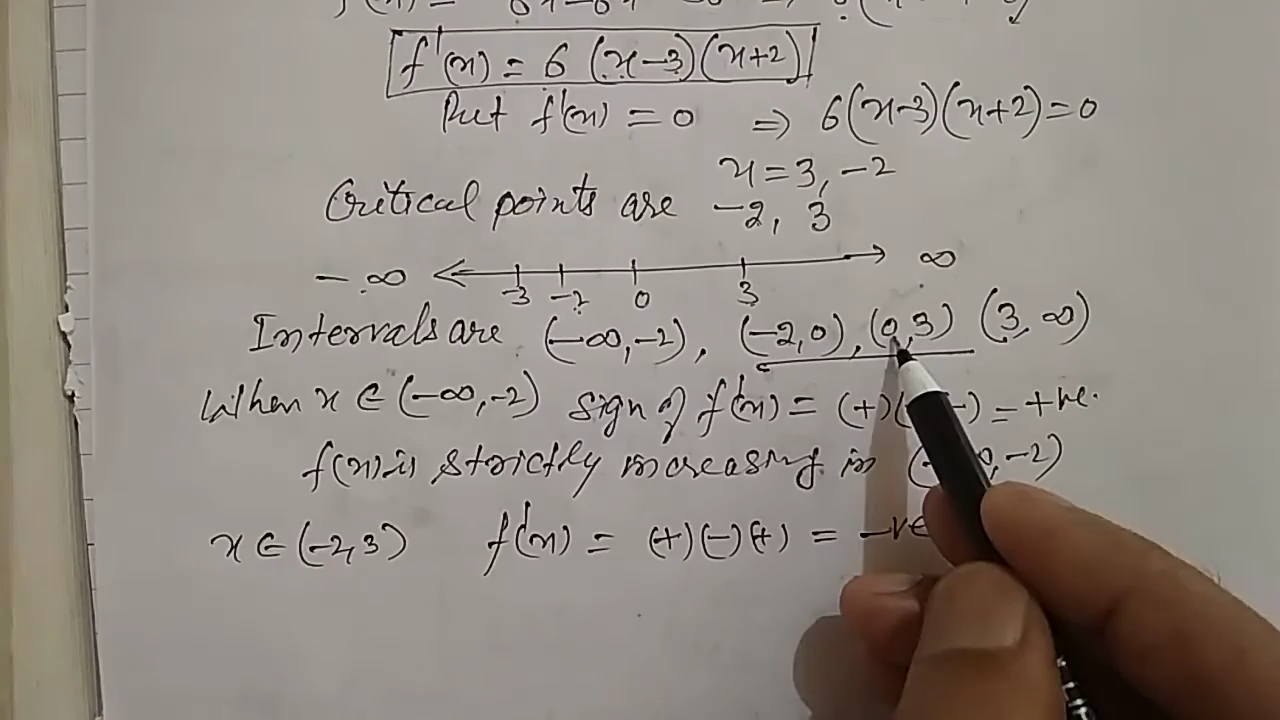 f'(x) = 6 (x-3)(x+2)
Put f'(x) = 0 ⇒ 6(x-3)(x+2)=0
x = 3, -2
Critical points are -2, 3
-∞ ∞
-3 -2 0 3
Intervals are (-∞,-2), (-2,0), (0,3) (3,∞)
When x ∈ (-∞,-2) sign of f'(x) = (+)( -) = +ve.
f(x) is strictly increasing in ( ,-2)
x ∈ (-2,3) f'(x) = (+)(-)(+) = -ve